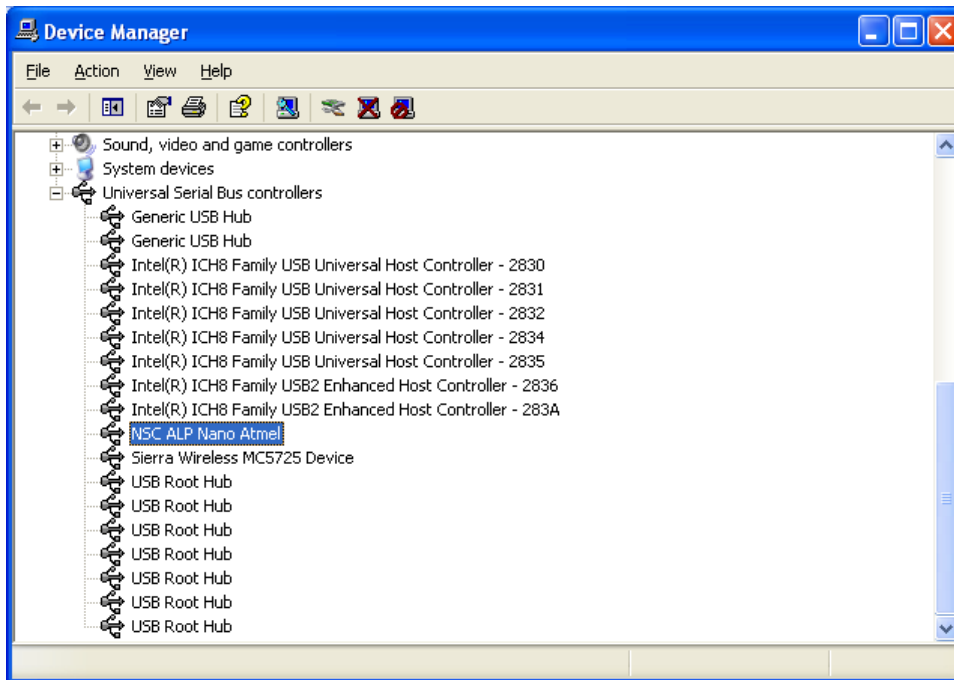 Device Manager
File Action View Help
Sound, video and game controllers
System devices
Universal Serial Bus controllers
Generic USB Hub
Generic USB Hub
Intel(R) ICH8 Family USB Universal Host Controller - 2830
Intel(R) ICH8 Family USB Universal Host Controller - 2831
Intel(R) ICH8 Family USB Universal Host Controller - 2832
Intel(R) ICH8 Family USB Universal Host Controller - 2834
Intel(R) ICH8 Family USB Universal Host Controller - 2835
Intel(R) ICH8 Family USB2 Enhanced Host Controller - 2836
Intel(R) ICH8 Family USB2 Enhanced Host Controller - 283A
NSC ALP Nano Atmel
Sierra Wireless MC5725 Device
USB Root Hub
USB Root Hub
USB Root Hub
USB Root Hub
USB Root Hub
USB Root Hub
USB Root Hub